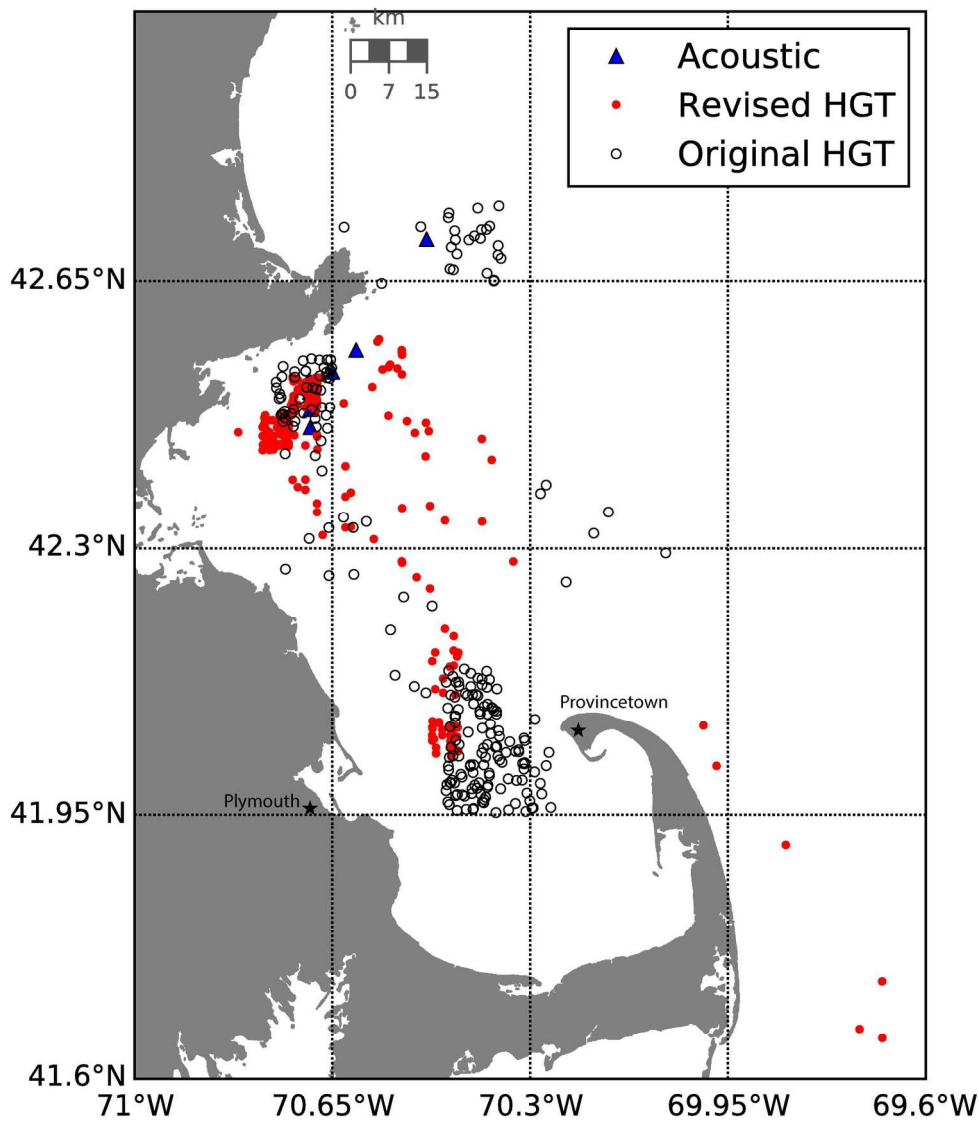 km
0 7 15
Acoustic
Revised HGT
Original HGT
42.65°N
42.3°N
Provincetown
Plymouth
41.95°N
41.6°N
71°W 70.65°W 70.3°W 69.95°W 69.6°W